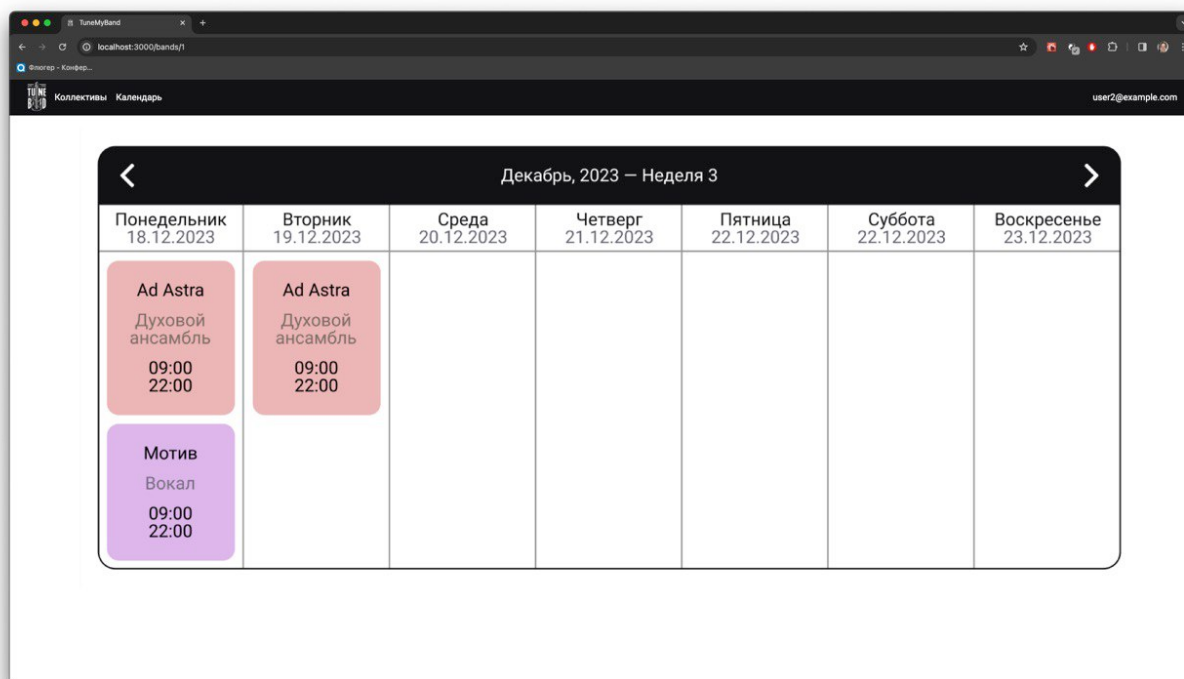 TuneMyBand
localhost:3000/bands/1
Флюгер - Конфер...
TUNE
Коллективы Календарь
user2@example.com
Декабрь, 2023 — Неделя 3
Понедельник
18.12.2023
Вторник
19.12.2023
Среда
20.12.2023
Четверг
21.12.2023
Пятница
22.12.2023
Суббота
22.12.2023
Воскресенье
23.12.2023
Ad Astra
Духовой
ансамбль
09:00
22:00
Мотив
Вокал
09:00
22:00
Ad Astra
Духовой
ансамбль
09:00
22:00